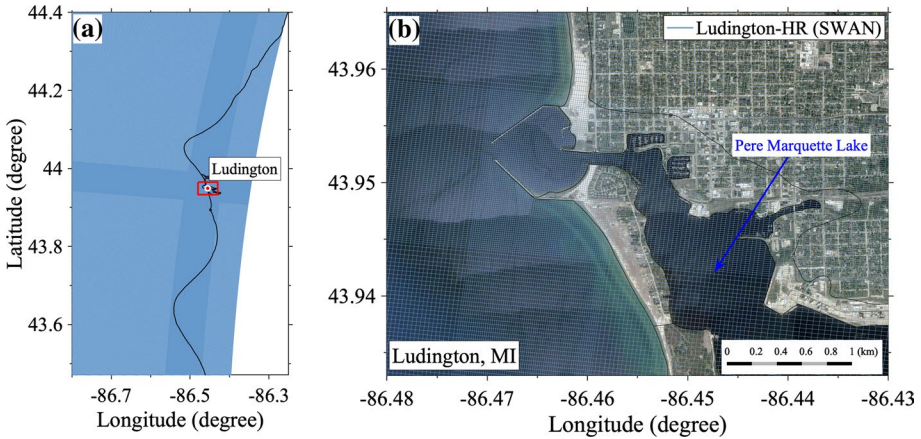 (a)
44.4
44.2
44
43.8
43.6
Latitude (degree)
Ludington
-86.7
-86.5
-86.3
Longitude (degree)
(b)
Ludington-HR (SWAN)
43.96
43.95
43.94
Pere Marquette Lake
Ludington, MI
0 0.2 0.4 0.6 0.8 1 (km)
-86.48
-86.47
-86.46
-86.45
-86.44
-86.43
Longitude (degree)